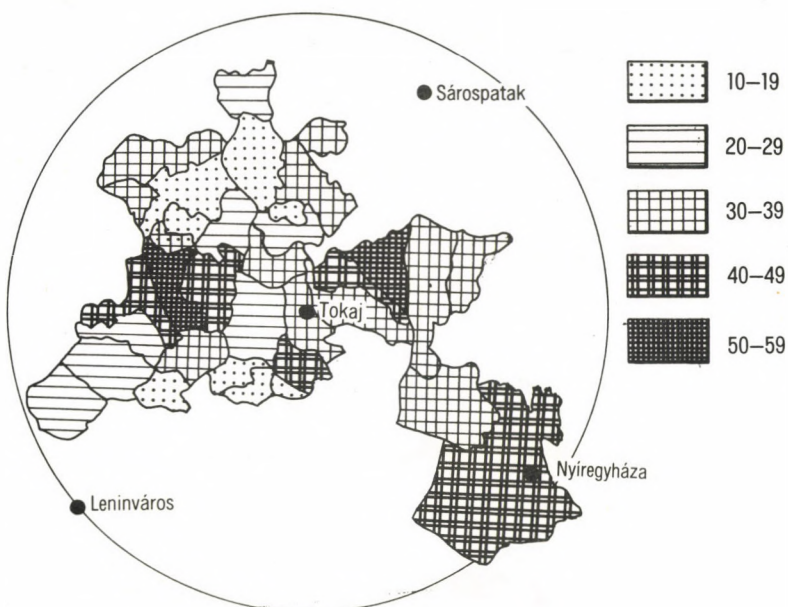 Sárospatak
10–19
20–29
30–39
40–49
Tokaj
50–59
Nyíregyháza
Leninváros